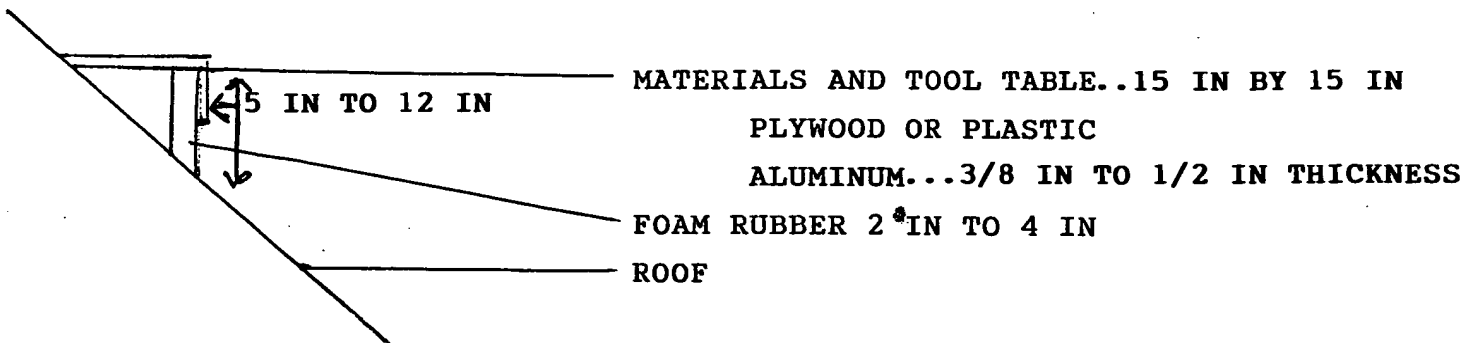 MATERIALS AND TOOL TABLE..15 IN BY 15 IN
5 IN TO 12 IN
PLYWOOD OR PLASTIC
ALUMINUM...3/8 IN TO 1/2 IN THICKNESS
FOAM RUBBER 2 IN TO 4 IN
ROOF